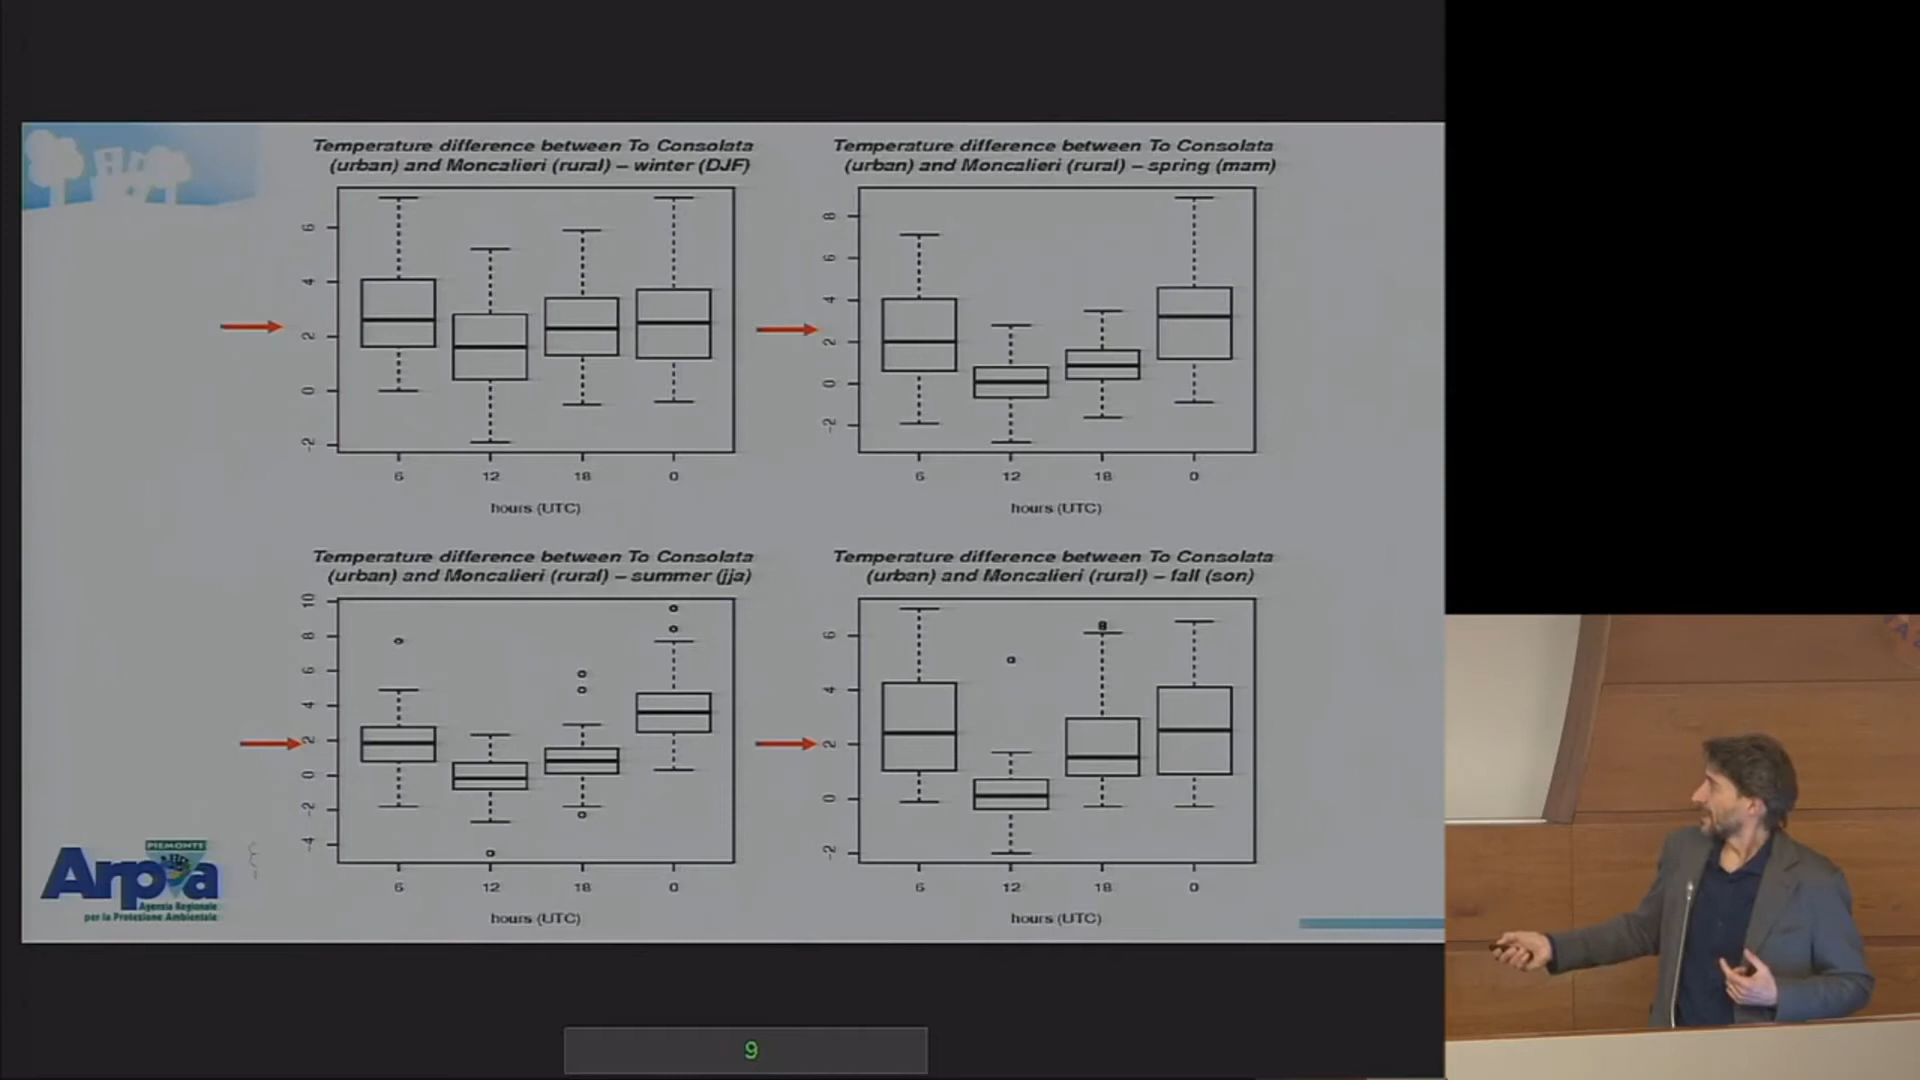 Temperature difference between To Consolata
(urban) and Moncalieri (rural) – winter (DJF)
6
4
2
0
-2
6 12 18 0
hours (UTC)
Temperature difference between To Consolata
(urban) and Moncalieri (rural) – spring (mam)
8
6
4
2
0
-2
6 12 18 0
hours (UTC)
Temperature difference between To Consolata
(urban) and Moncalieri (rural) – summer (jja)
10
8
6
4
2
0
-2
-4
6 12 18 0
hours (UTC)
Temperature difference between To Consolata
(urban) and Moncalieri (rural) – fall (son)
6
4
2
0
-2
6 12 18 0
hours (UTC)
PIEMONTE
Arpa
Agenzia Regionale
per la Protezione Ambientale
9